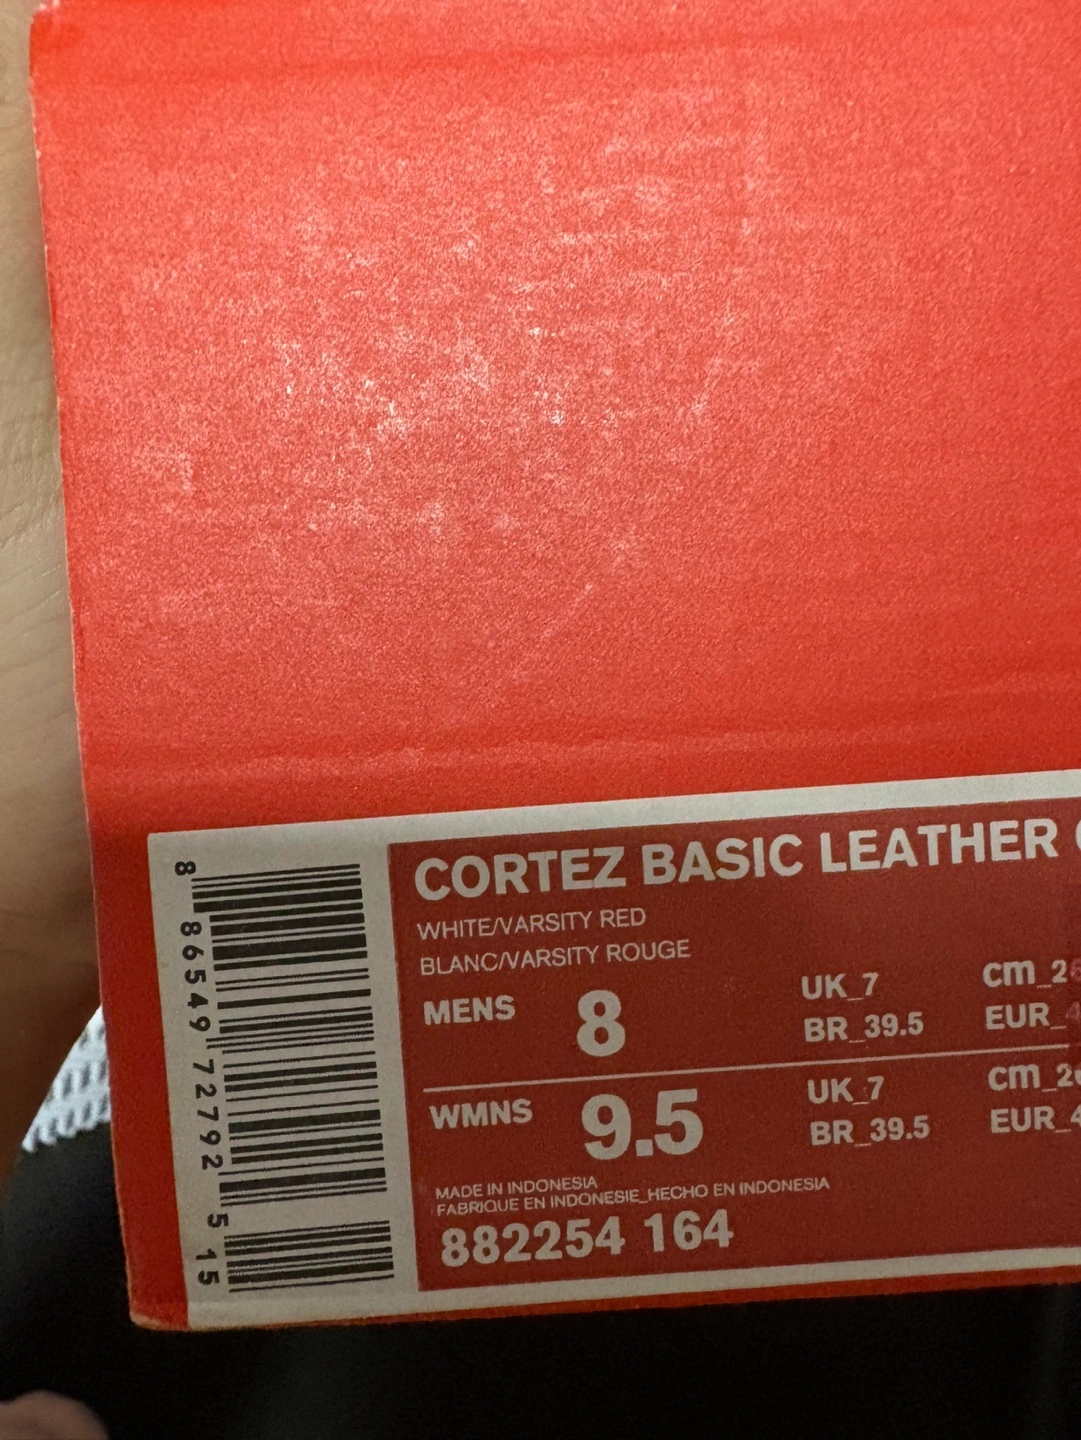 CORTEZ BASIC LEATHER
WHITE/VARSITY RED
BLANC/VARSITY ROUGE
MENS 8 UK_7
BR_39.5
WMNS 9.5 UK_7
BR_39.5
MADE IN INDONESIA
FABRIQUE EN INDONESIE_HECHO EN INDONESIA
882254 164
8 86549 72792 5 15